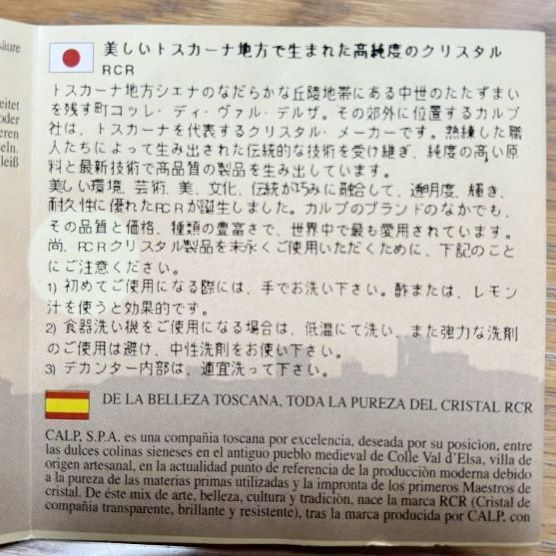 säure
eitet
oder
eren
eln.
leiß
美しいトスカーナ地方で生まれた高純度のクリスタル
RCR
トスカーナ地方シエナのなだらかな丘陵地帯にある中世のたたずまい
を残す町コッレ・ディ・ヴァル・デルザ。その郊外に位置するカルプ
社は、トスカーナを代表するクリスタル・メーカーです。熟練した職
人たちによって生み出された伝統的な技術を受け継ぎ、純度の高い原
料と最新技術で高品質の製品を生み出しています。
美しい環境、芸術、美、文化、伝統が巧みに融合して、透明度、輝き、
耐久性に優れたRCRが誕生しました。カルプのブランドのなかでも、
その品質と価格、種類の豊富さで、世界中で最も愛用されています。
尚、RCRクリスタル製品を末永くご使用いただくために、下記のこと
にご注意ください。
1) 初めてご使用になる際には、手でお洗い下さい。酢または、レモン
汁を使うと効果的です。
2) 食器洗い機をご使用になる場合は、低温にて洗い、また強力な洗剤
のご使用は避け、中性洗剤をお使い下さい。
3) デカンター内部は、適宜洗って下さい。
DE LA BELLEZA TOSCANA, TODA LA PUREZA DEL CRISTAL RCR
CALP, S.P.A. es una compañia toscana por excelencia, deseada por su posicion, entre
las dulces colinas sieneses en el antiguo pueblo medieval de Colle Val d'Elsa, villa de
origen artesanal, en la actualidad punto de referencia de la producciòn moderna debido
a la pureza de las materias primas utilizadas y la impronta de los primeros Maestros de
cristal. De éste mix de arte, belleza, cultura y tradiciòn, nace la marca RCR (Cristal de
compañia transparente, brillante y resistente), tras la marca producida por CALP, con